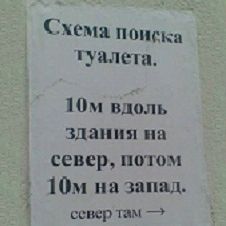 Схема поиска
туалета.
10м вдоль
здания на
север, потом
10м на запад.
север там →